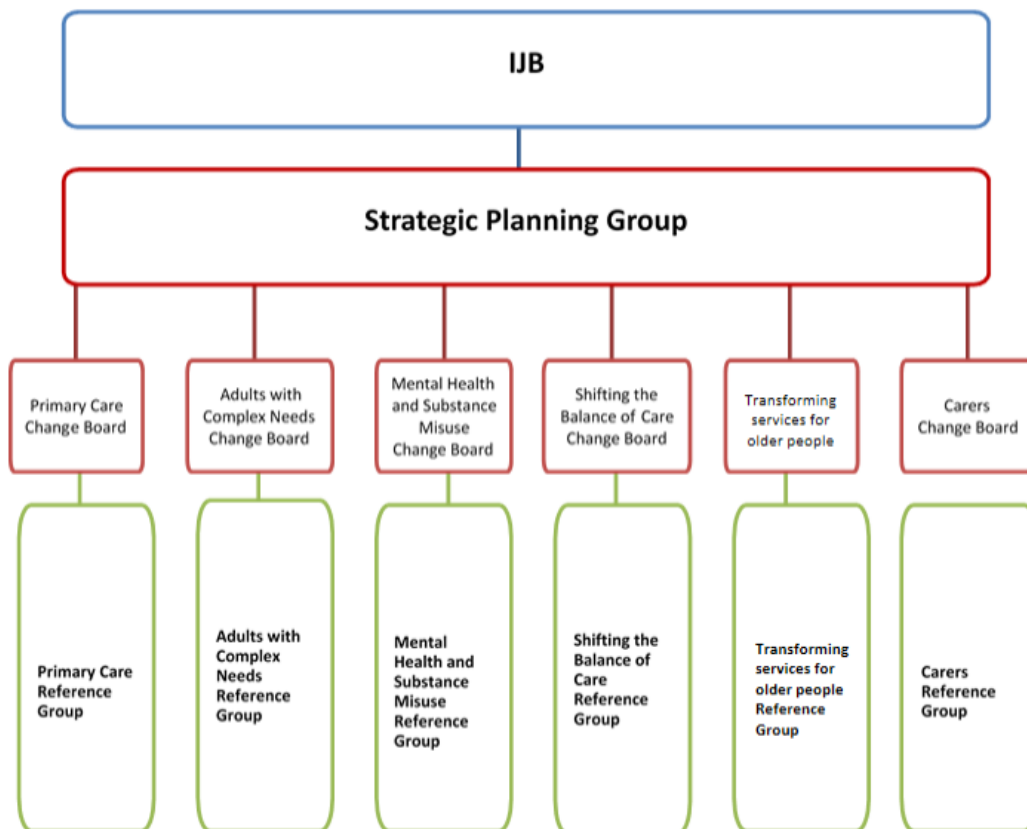 IJB
Strategic Planning Group
Primary Care
Change Board
Adults with
Complex Needs
Change Board
Mental Health
and Substance
Misuse
Change Board
Shifting the
Balance of Care
Change Board
Transforming
services for
older people
Carers
Change Board
Primary Care
Reference
Group
Adults with
Complex
Needs
Reference
Group
Mental
Health and
Substance
Misuse
Reference
Group
Shifting the
Balance of
Care
Reference
Group
Transforming
services for
older people
Reference
Group
Carers
Reference
Group